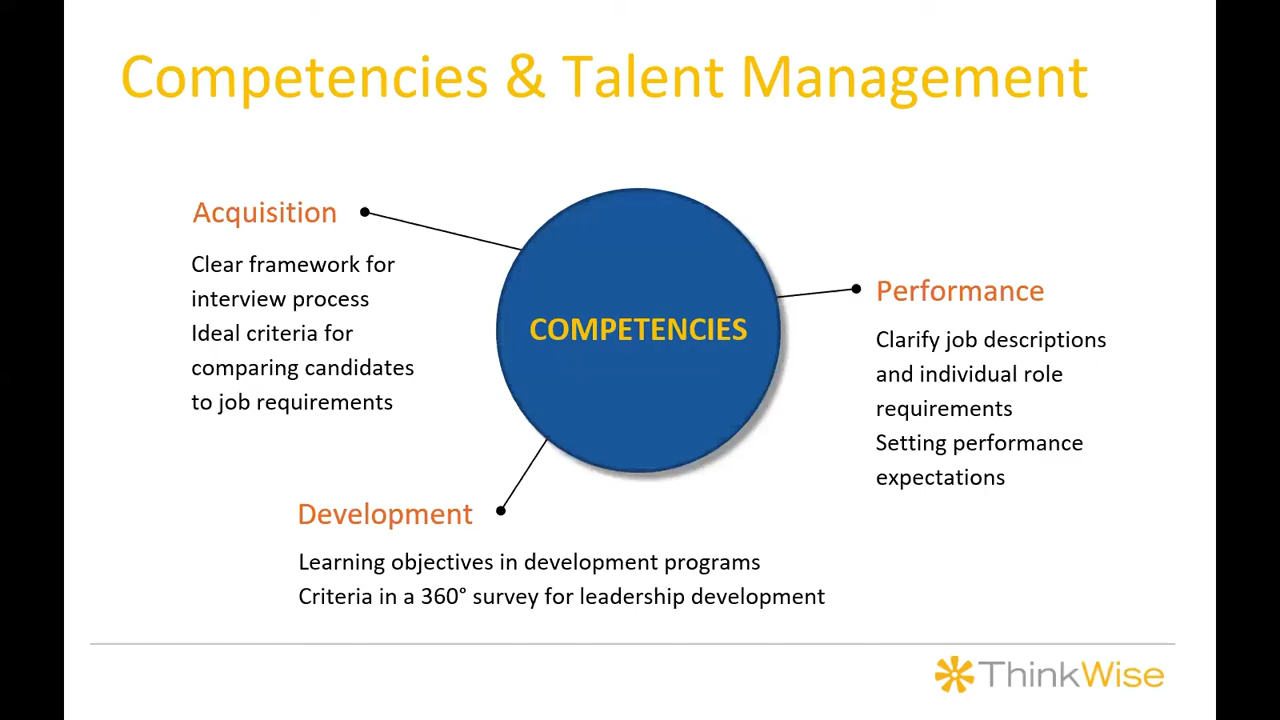 Competencies & Talent Management
Acquisition
Clear framework for
interview process
Ideal criteria for
comparing candidates
to job requirements
COMPETENCIES
Performance
Clarify job descriptions
and individual role
requirements
Setting performance
expectations
Development
Learning objectives in development programs
Criteria in a 360° survey for leadership development
ThinkWise